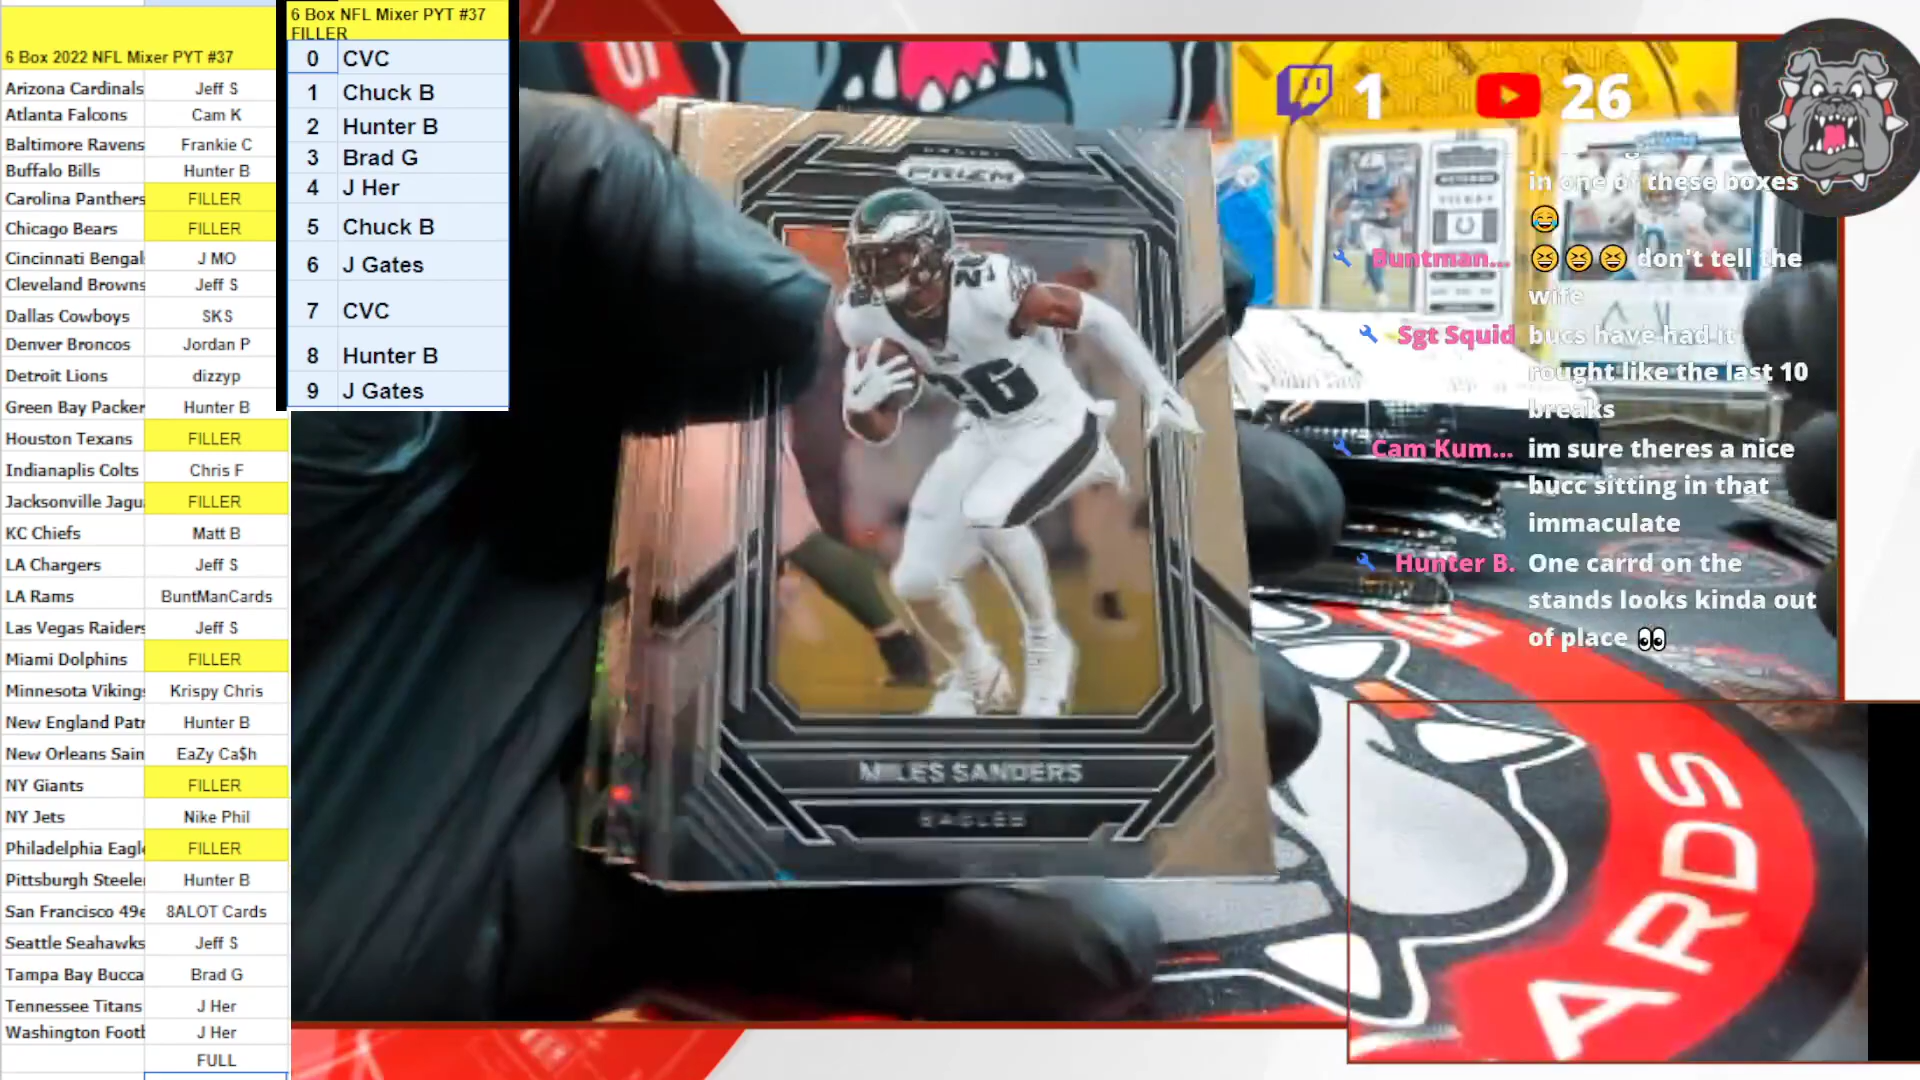 6 Box 2022 NFL Mixer PYT #37
Arizona Cardinals Jeff S
Atlanta Falcons Cam K
Baltimore Ravens Frankie C
Buffalo Bills Hunter B
Carolina Panthers FILLER
Chicago Bears FILLER
Cincinnati Bengal J MO
Cleveland Browns Jeff S
Dallas Cowboys SKS
Denver Broncos Jordan P
Detroit Lions dizzyp
Green Bay Packer Hunter B
Houston Texans FILLER
Indianaplis Colts Chris F
Jacksonville Jagu FILLER
KC Chiefs Matt B
LA Chargers Jeff S
LA Rams BuntManCards
Las Vegas Raiders Jeff S
Miami Dolphins FILLER
Minnesota Vikings Krispy Chris
New England Patr Hunter B
New Orleans Sain EaZy Ca$h
NY Giants FILLER
NY Jets Nike Phil
Philadelphia Eagle FILLER
Pittsburgh Steeler Hunter B
San Francisco 49e 8ALOT Cards
Seattle Seahawks Jeff S
Tampa Bay Bucca Brad G
Tennessee Titans J Her
Washington Footb J Her
FULL
6 Box NFL Mixer PYT #37
FILLER
0 CVC
1 Chuck B
2 Hunter B
3 Brad G
4 J Her
5 Chuck B
6 J Gates
7 CVC
8 Hunter B
9 J Gates
PANINI
PRIZM
26
MILES SANDERS
EAGLES
1
26
in one of these boxes
😂
Buntman... 😆😆😆 don't tell the
wife
Sgt Squid bucs have had it
rought like the last 10
breaks
Cam Kum... im sure theres a nice
bucc sitting in that
immaculate
Hunter B. One carrd on the
stands looks kinda out
of place 👀
TICKET
ARDS